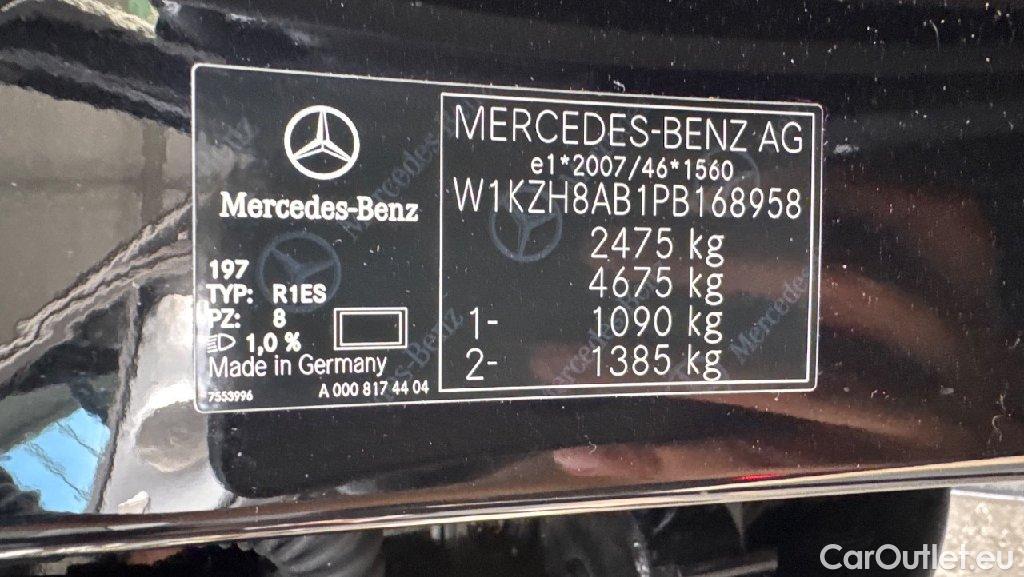 Mercedes-Benz
197
TYP: R1ES
PZ: 8
1,0 %
Made in Germany
7553996
A 000 817 44 04
MERCEDES-BENZ AG
e1*2007/46*1560
W1KZH8AB1PB168958
2475 kg
4675 kg
1- 1090 kg
2- 1385 kg
CarOutlet.eu